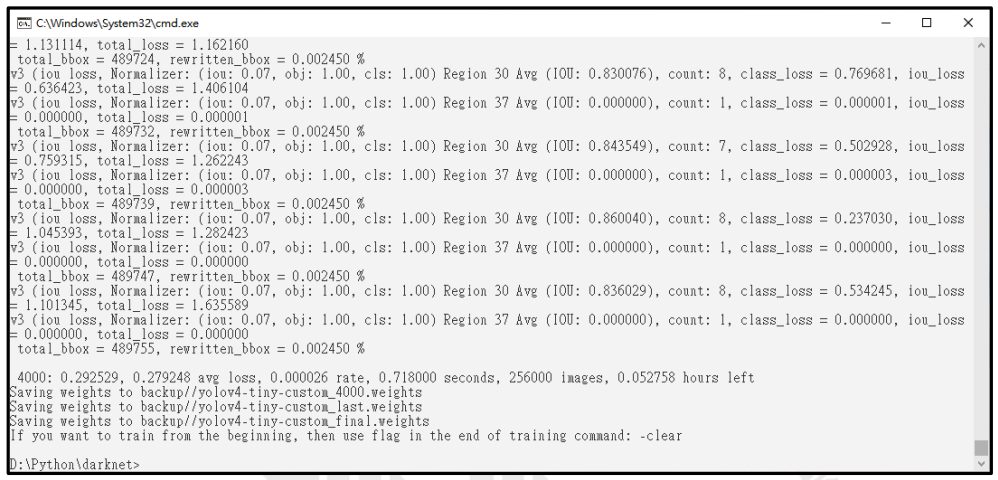 C:\Windows\System32\cmd.exe
= 1.131114, total_loss = 1.162160
total_bbox = 489724, rewritten_bbox = 0.002450 %
v3 (iou loss, Normalizer: (iou: 0.07, obj: 1.00, cls: 1.00) Region 30 Avg (IOU: 0.830076), count: 8, class_loss = 0.769681, iou_loss
= 0.636423, total_loss = 1.406104
v3 (iou loss, Normalizer: (iou: 0.07, obj: 1.00, cls: 1.00) Region 37 Avg (IOU: 0.000000), count: 1, class_loss = 0.000001, iou_loss
= 0.000000, total_loss = 0.000001
total_bbox = 489732, rewritten_bbox = 0.002450 %
v3 (iou loss, Normalizer: (iou: 0.07, obj: 1.00, cls: 1.00) Region 30 Avg (IOU: 0.843549), count: 7, class_loss = 0.502928, iou_loss
= 0.759315, total_loss = 1.262243
v3 (iou loss, Normalizer: (iou: 0.07, obj: 1.00, cls: 1.00) Region 37 Avg (IOU: 0.000000), count: 1, class_loss = 0.000003, iou_loss
= 0.000000, total_loss = 0.000003
total_bbox = 489739, rewritten_bbox = 0.002450 %
v3 (iou loss, Normalizer: (iou: 0.07, obj: 1.00, cls: 1.00) Region 30 Avg (IOU: 0.860040), count: 8, class_loss = 0.237030, iou_loss
= 1.045393, total_loss = 1.282423
v3 (iou loss, Normalizer: (iou: 0.07, obj: 1.00, cls: 1.00) Region 37 Avg (IOU: 0.000000), count: 1, class_loss = 0.000000, iou_loss
= 0.000000, total_loss = 0.000000
total_bbox = 489747, rewritten_bbox = 0.002450 %
v3 (iou loss, Normalizer: (iou: 0.07, obj: 1.00, cls: 1.00) Region 30 Avg (IOU: 0.836029), count: 8, class_loss = 0.534245, iou_loss
= 1.101345, total_loss = 1.635589
v3 (iou loss, Normalizer: (iou: 0.07, obj: 1.00, cls: 1.00) Region 37 Avg (IOU: 0.000000), count: 1, class_loss = 0.000000, iou_loss
= 0.000000, total_loss = 0.000000
total_bbox = 489755, rewritten_bbox = 0.002450 %
4000: 0.292529, 0.279248 avg loss, 0.000026 rate, 0.718000 seconds, 256000 images, 0.052758 hours left
Saving weights to backup//yolov4-tiny-custom_4000.weights
Saving weights to backup//yolov4-tiny-custom_last.weights
Saving weights to backup//yolov4-tiny-custom_final.weights
If you want to train from the beginning, then use flag in the end of training command: -clear
D:\Python\darknet>